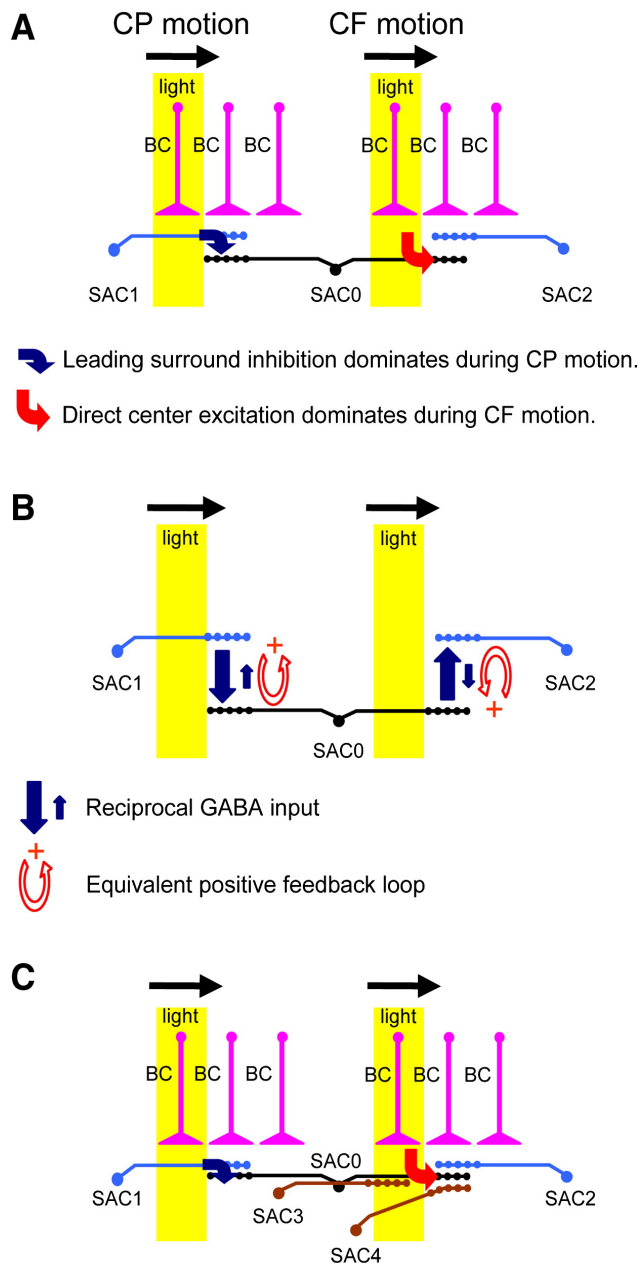 A
CP motion CF motion
light light
BC BC BC BC BC BC
SAC1 SAC0 SAC2
Leading surround inhibition dominates during CP motion.
Direct center excitation dominates during CF motion.
B
light light
+
SAC1 SAC2
+
SAC0
Reciprocal GABA input
+
Equivalent positive feedback loop
C
light light
BC BC BC BC BC BC
SAC0
SAC1 SAC2
SAC3
SAC4